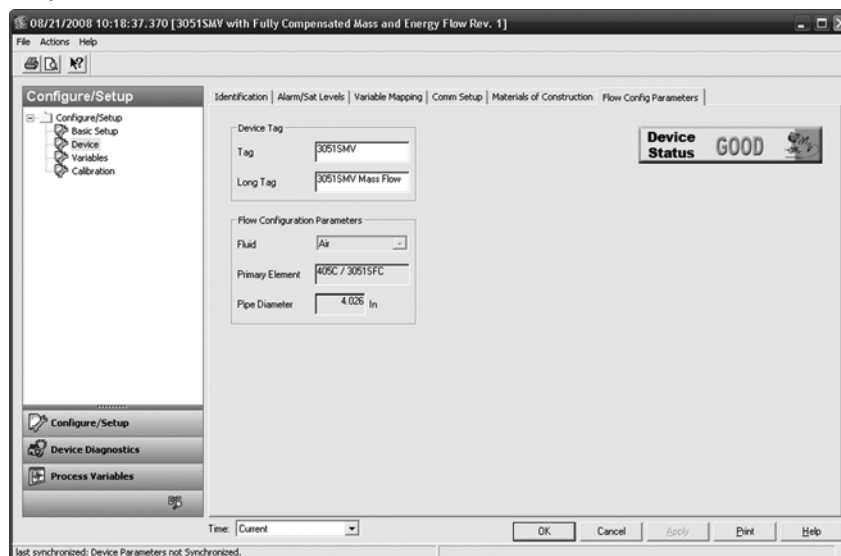 08/21/2008 10:18:37.370 [3051SMV with Fully Compensated Mass and Energy Flow Rev. 1]
File Actions Help
Configure/Setup
Configure/Setup
Basic Setup
Device
Variables
Calibration
Configure/Setup
Device Diagnostics
Process Variables
Identification Alarm/Sat Levels Variable Mapping Comm Setup Materials of Construction Flow Config Parameters
Device Tag
Tag 3051SMV
Long Tag 3051SMV Mass Flow
Flow Configuration Parameters
Fluid Air
Primary Element 405C / 3051SFC
Pipe Diameter 4.026 In
Device Status GOOD
Time: Current
OK Cancel Apply Print Help
last synchronized: Device Parameters not Synchronized.